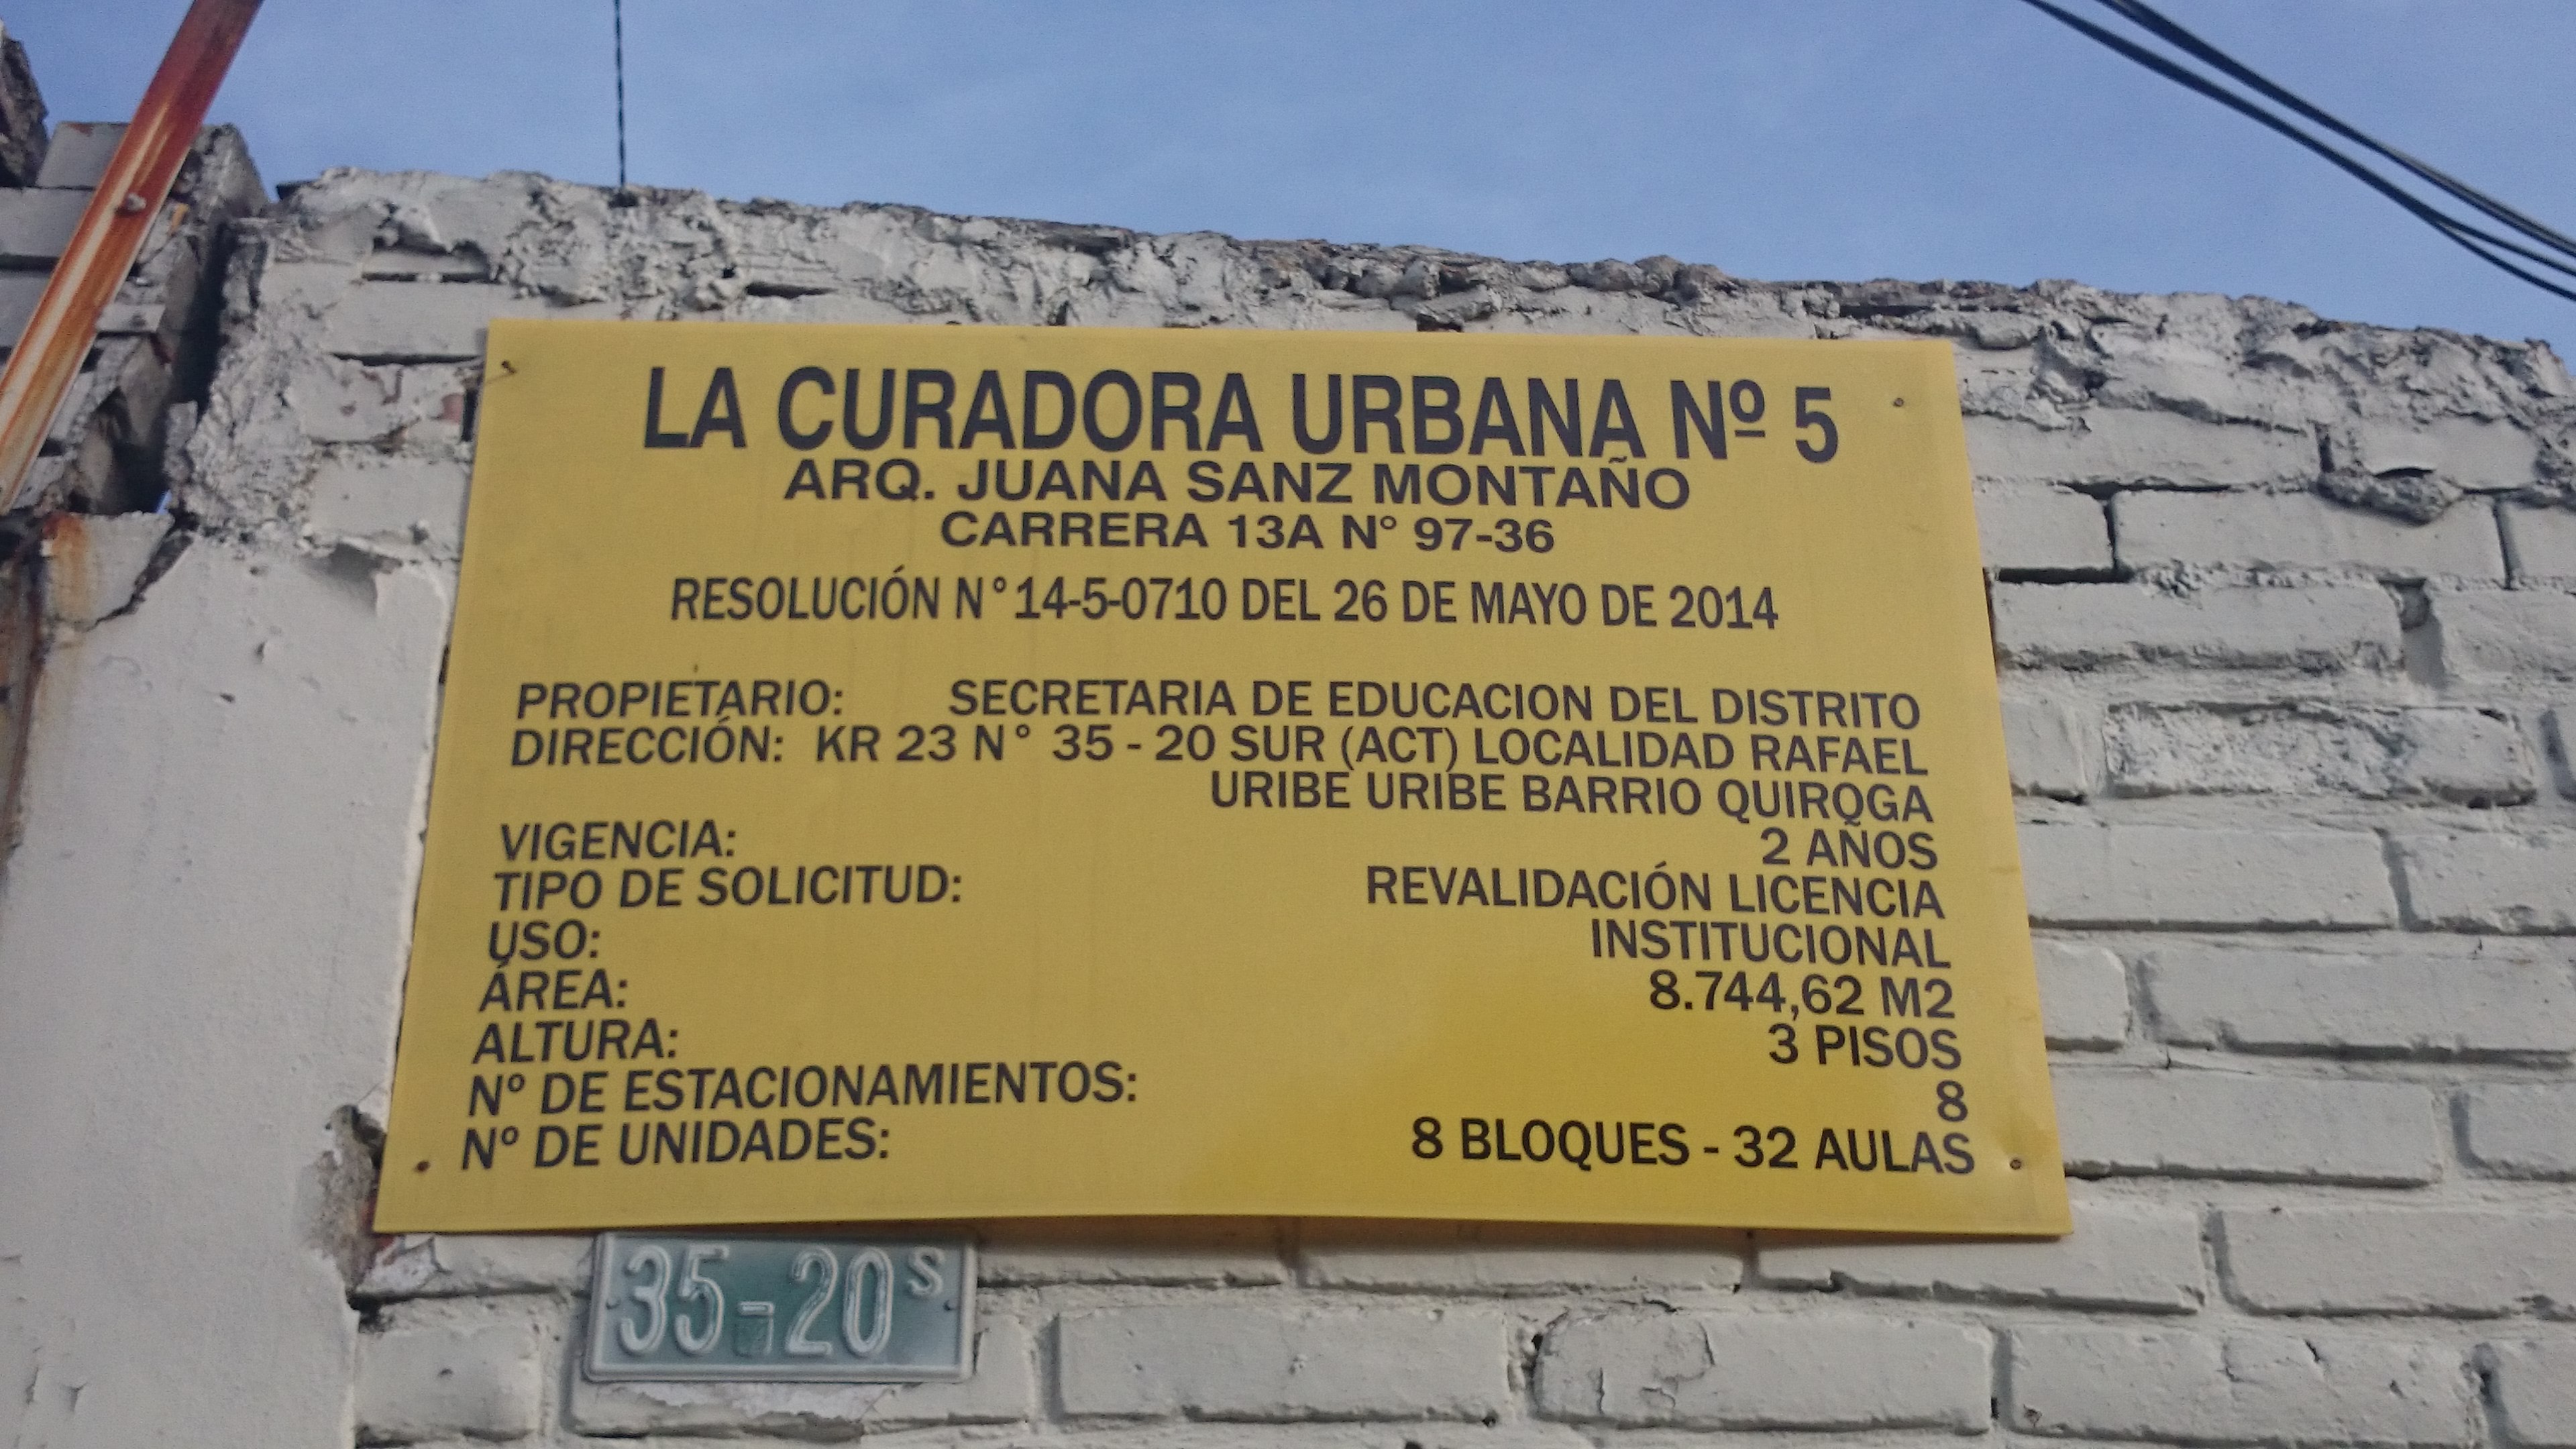 LA CURADORA URBANA Nº 5
ARQ. JUANA SANZ MONTAÑO
CARRERA 13A N° 97-36
RESOLUCIÓN N° 14-5-0710 DEL 26 DE MAYO DE 2014
PROPIETARIO: SECRETARIA DE EDUCACION DEL DISTRITO
DIRECCIÓN: KR 23 N° 35 - 20 SUR (ACT) LOCALIDAD RAFAEL
URIBE URIBE BARRIO QUIROGA
VIGENCIA: 2 AÑOS
TIPO DE SOLICITUD: REVALIDACIÓN LICENCIA
USO: INSTITUCIONAL
ÁREA: 8.744,62 M2
ALTURA: 3 PISOS
Nº DE ESTACIONAMIENTOS: 8
Nº DE UNIDADES: 8 BLOQUES - 32 AULAS
35-20 S